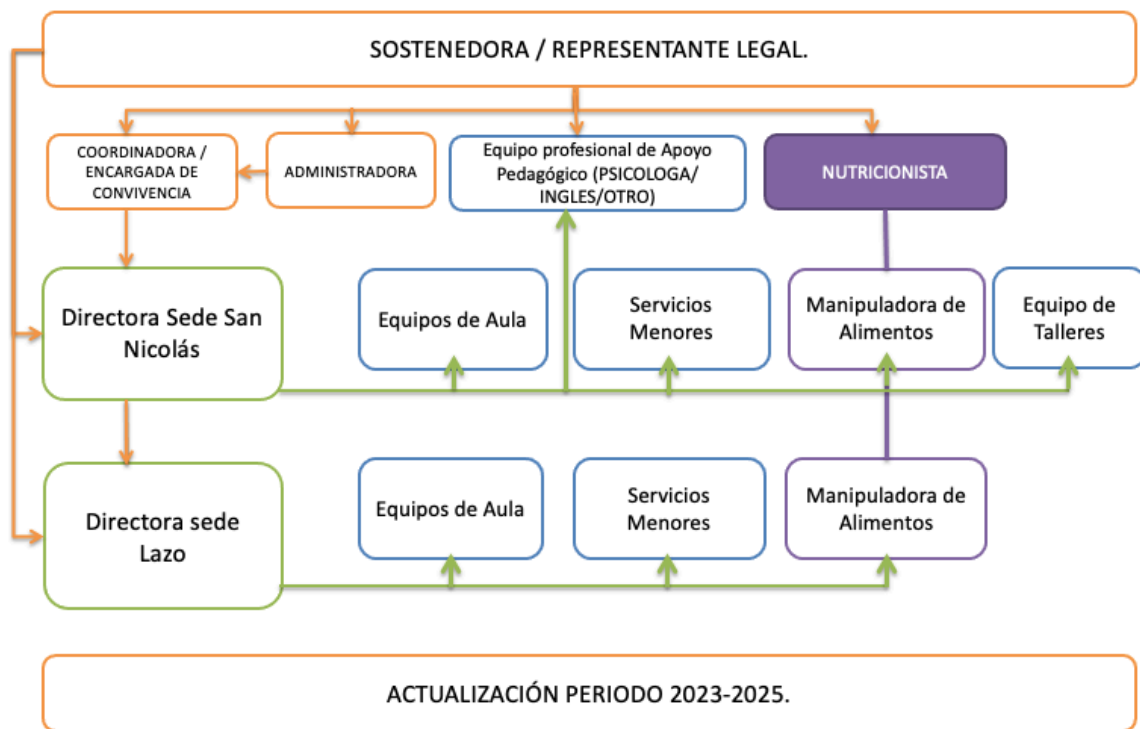 SOSTENEDORA / REPRESENTANTE LEGAL.
COORDINADORA /
ENCARGADA DE
CONVIVENCIA
ADMINISTRADORA
Equipo profesional de Apoyo
Pedagógico (PSICOLOGA/
INGLES/OTRO)
NUTRICIONISTA
Directora Sede San
Nicolás
Equipos de Aula
Servicios
Menores
Manipuladora de
Alimentos
Equipo de
Talleres
Directora sede
Lazo
Equipos de Aula
Servicios
Menores
Manipuladora de
Alimentos
ACTUALIZACIÓN PERIODO 2023-2025.